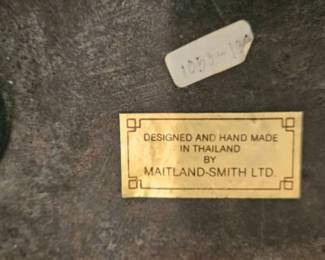 DESIGNED AND HAND MADE
IN THAILAND
BY
MAITLAND-SMITH LTD.